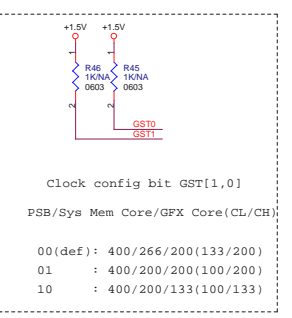 +1.5V +1.5V
1 1
R46 R45
1K/NA 1K/NA
0603 0603
2 2
GST0
GST1
Clock config bit GST[1,0]
PSB/Sys Mem Core/GFX Core(CL/CH)
00(def): 400/266/200(133/200)
01 : 400/200/200(100/200)
10 : 400/200/133(100/133)